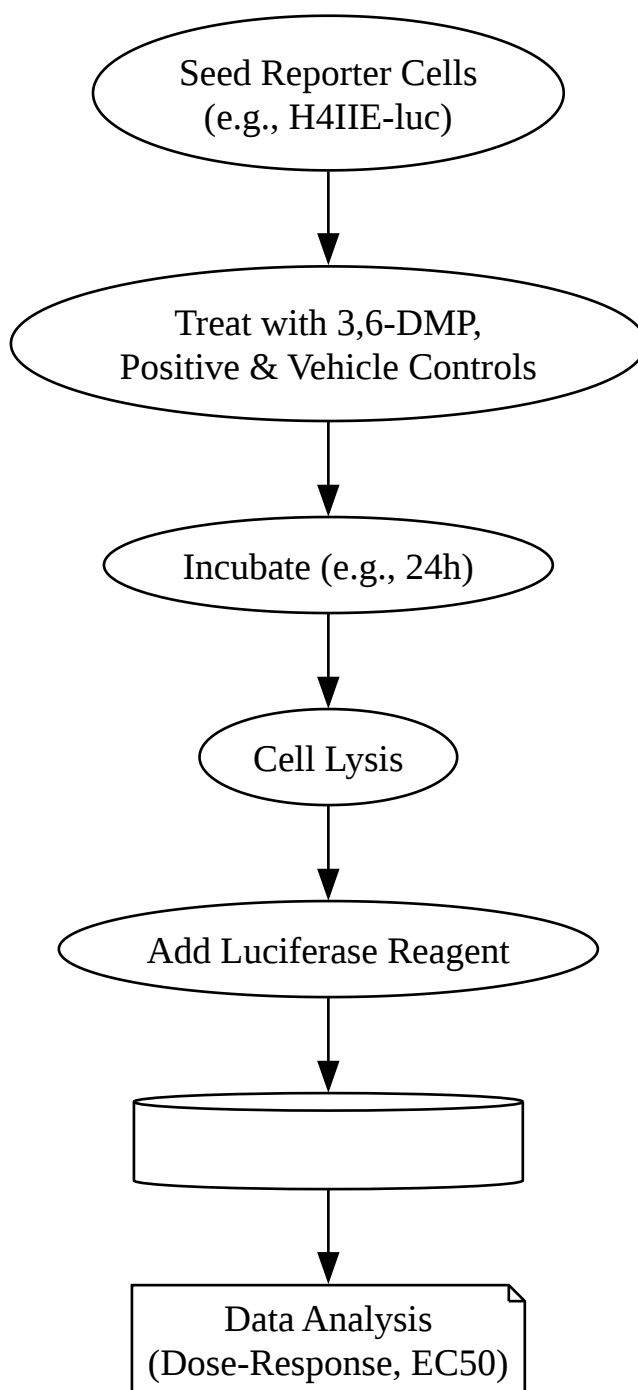 Seed Reporter Cells
(e.g., H4IIE-luc)
Treat with 3,6-DMP,
Positive & Vehicle Controls
Incubate (e.g., 24h)
Cell Lysis
Add Luciferase Reagent
Data Analysis
(Dose-Response, EC50)